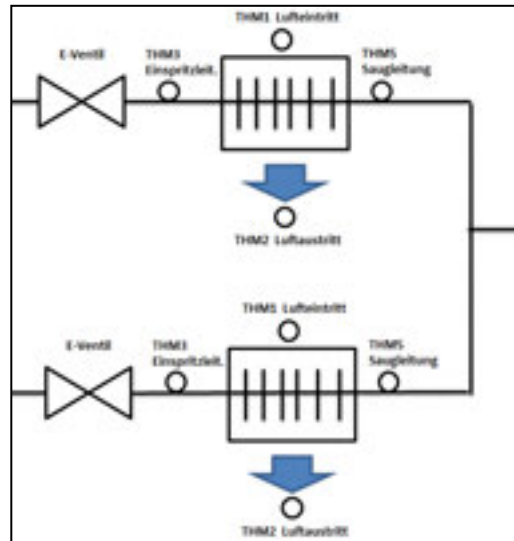 THM1 Lufteintritt
E-Ventil
THM3
Einspritzleit.
THM5
Saugleitung
THM2 Luftaustritt
THM1 Lufteintritt
E-Ventil
THM3
Einspritzleit.
THM5
Saugleitung
THM2 Luftaustritt